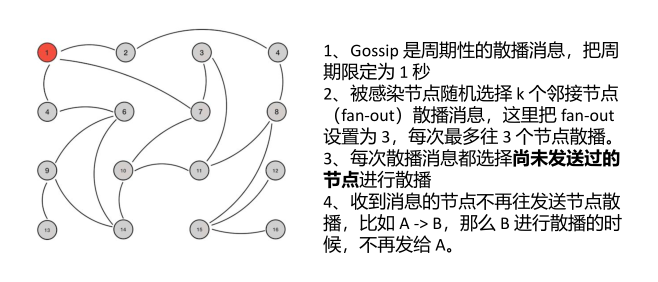 1
2
3
4
4
6
7
8
9
10
11
12
13
14
15
16
1、Gossip 是周期性的散播消息，把周
期限定为 1 秒
2、被感染节点随机选择 k 个邻接节点
（fan-out）散播消息，这里把 fan-out
设置为 3，每次最多往 3 个节点散播。
3、每次散播消息都选择尚未发送过的
节点进行散播
4、收到消息的节点不再往发送节点散
播，比如 A -> B，那么 B 进行散播的时
候，不再发给 A。